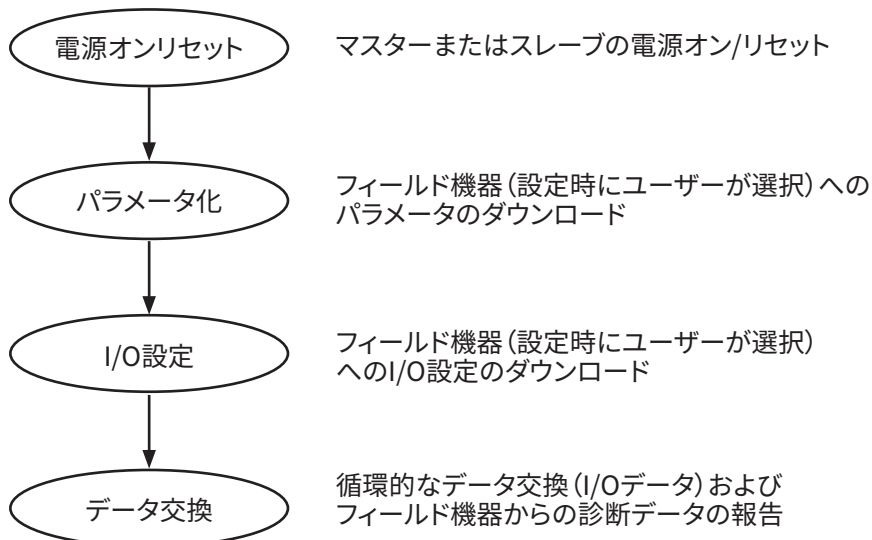 電源オンリセット
マスターまたはスレーブの電源オン/リセット
パラメータ化
フィールド機器(設定時にユーザーが選択)への
パラメータのダウンロード
I/O設定
フィールド機器(設定時にユーザーが選択)
へのI/O設定のダウンロード
データ交換
循環的なデータ交換(I/Oデータ)および
フィールド機器からの診断データの報告